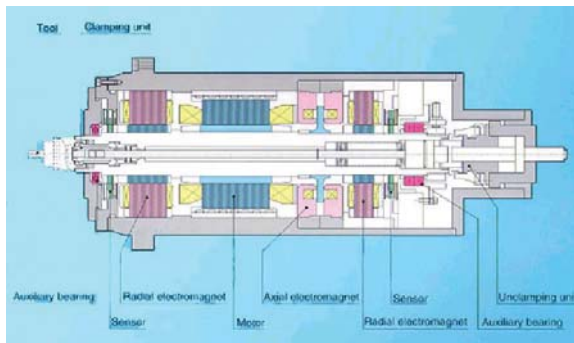 Tool Clamping unit
Auxiliary bearing Radial electromagnet Axial electromagnet Sensor Unclamping unit
Sensor Motor Radial electromagnet Auxiliary bearing